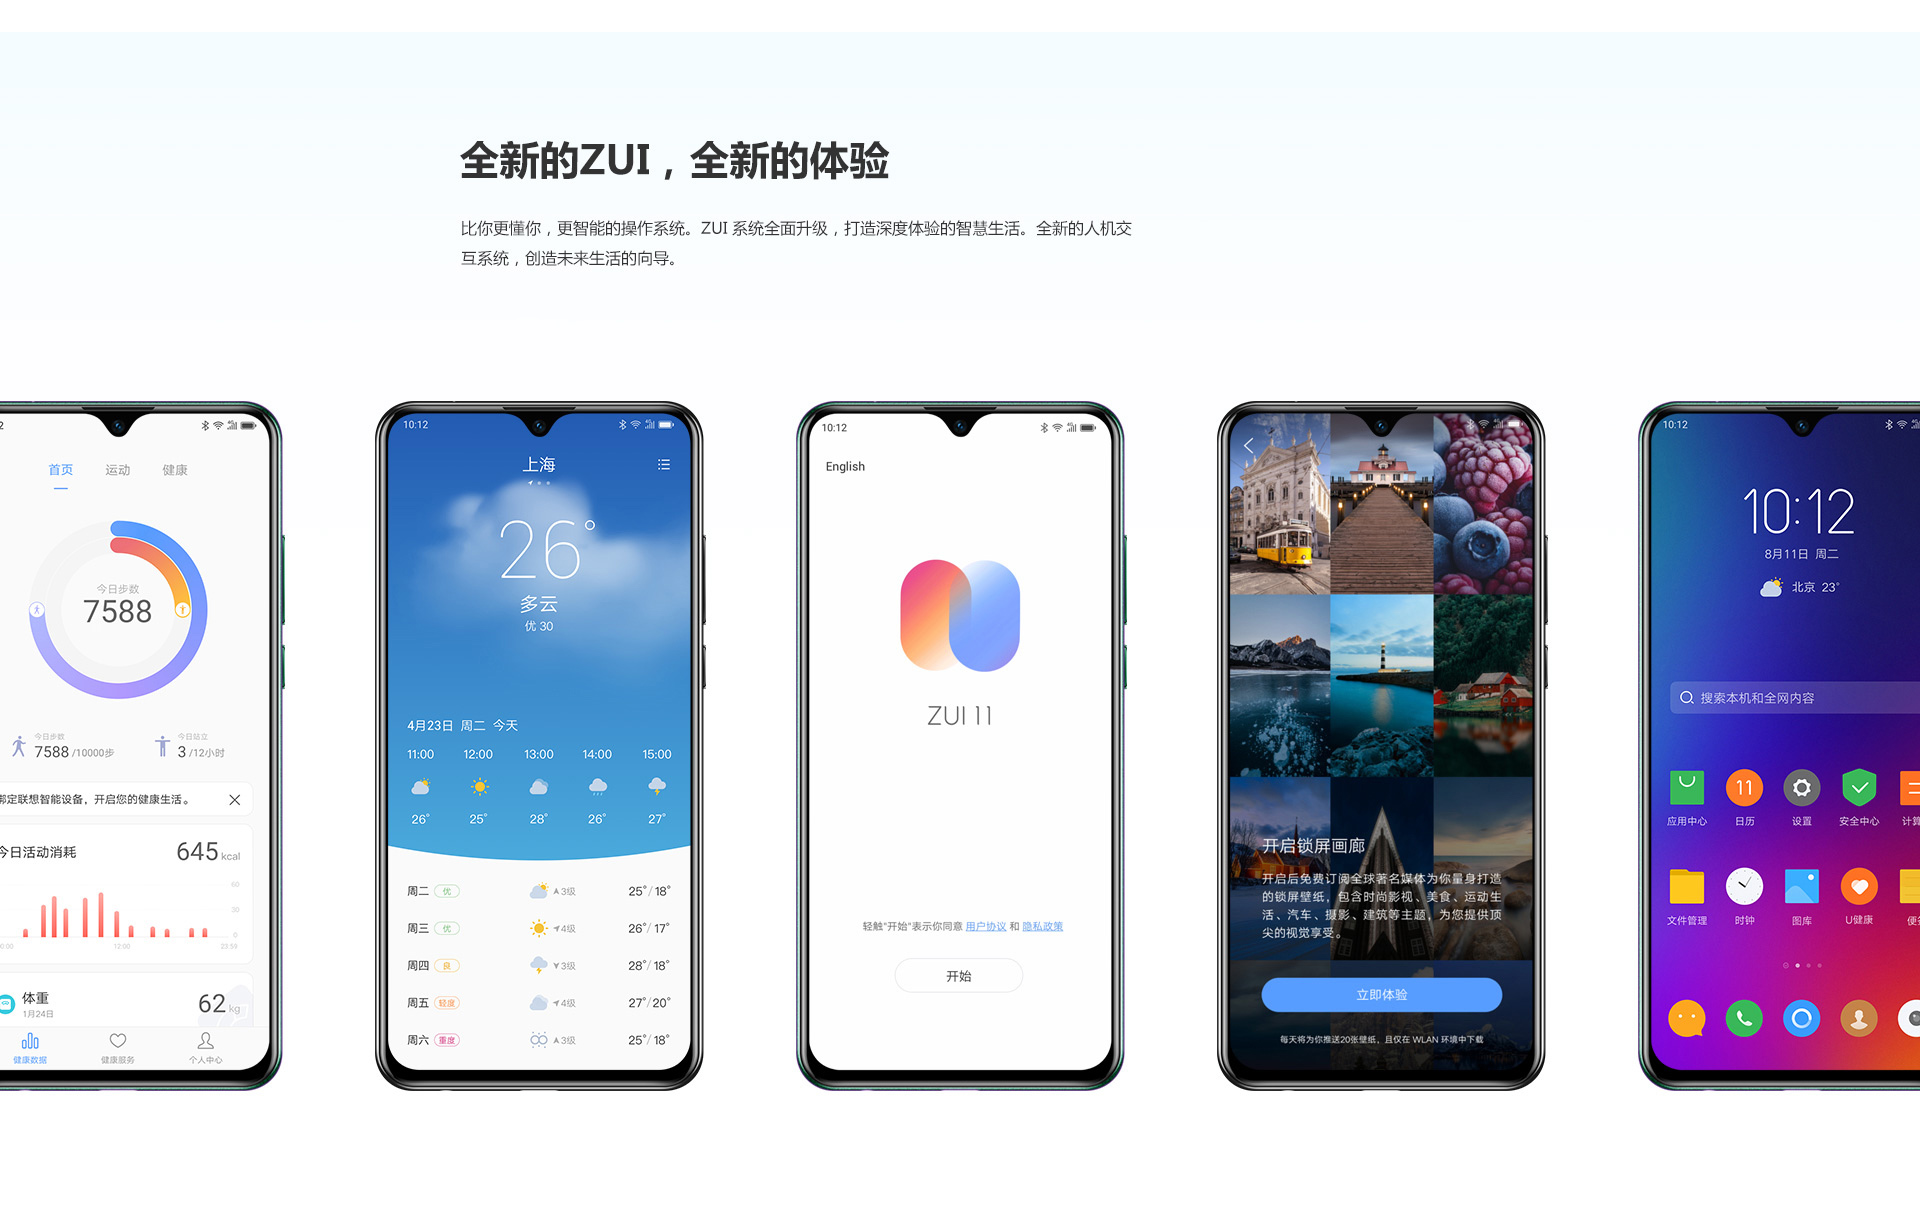 全新的ZUI，全新的体验
比你更懂你，更智能的操作系统。ZUI 系统全面升级，打造深度体验的智慧生活。全新的人机交
互系统，创造未来生活的向导。
首页 运动 健康
今日步数
7588
今日步数
7588 /10000步
今日站立
3 /12小时
绑定联想智能设备，开启您的健康生活。
今日活动消耗
645 kcal
60
30
0
0:00 12:00 23:59
体重
1月24日
62 kg
健康数据 健康服务 个人中心
10:12
上海
26°
多云
优 30
4月23日 周二 今天
11:00 12:00 13:00 14:00 15:00
26° 25° 28° 26° 27°
周二 优 3级 25°/18°
周三 优 4级 26°/17°
周四 良 3级 28°/18°
周五 轻度 4级 27°/20°
周六 重度 3级 25°/18°
10:12
English
ZUI 11
轻触"开始"表示你同意 用户协议 和 隐私政策
开始
开启锁屏画廊
开启后免费订阅全球著名媒体为你量身打造
的锁屏壁纸，包含时尚影视、美食、运动生
活、汽车、摄影、建筑等主题，为您提供顶
尖的视觉享受。
立即体验
每天将为你推送20张壁纸，且仅在 WLAN 环境中下载
10:12
10:12
8月11日 周二
北京 23°
搜索本机和全网内容
11
应用中心 日历 设置 安全中心 计算
文件管理 时钟 图库 U健康 便